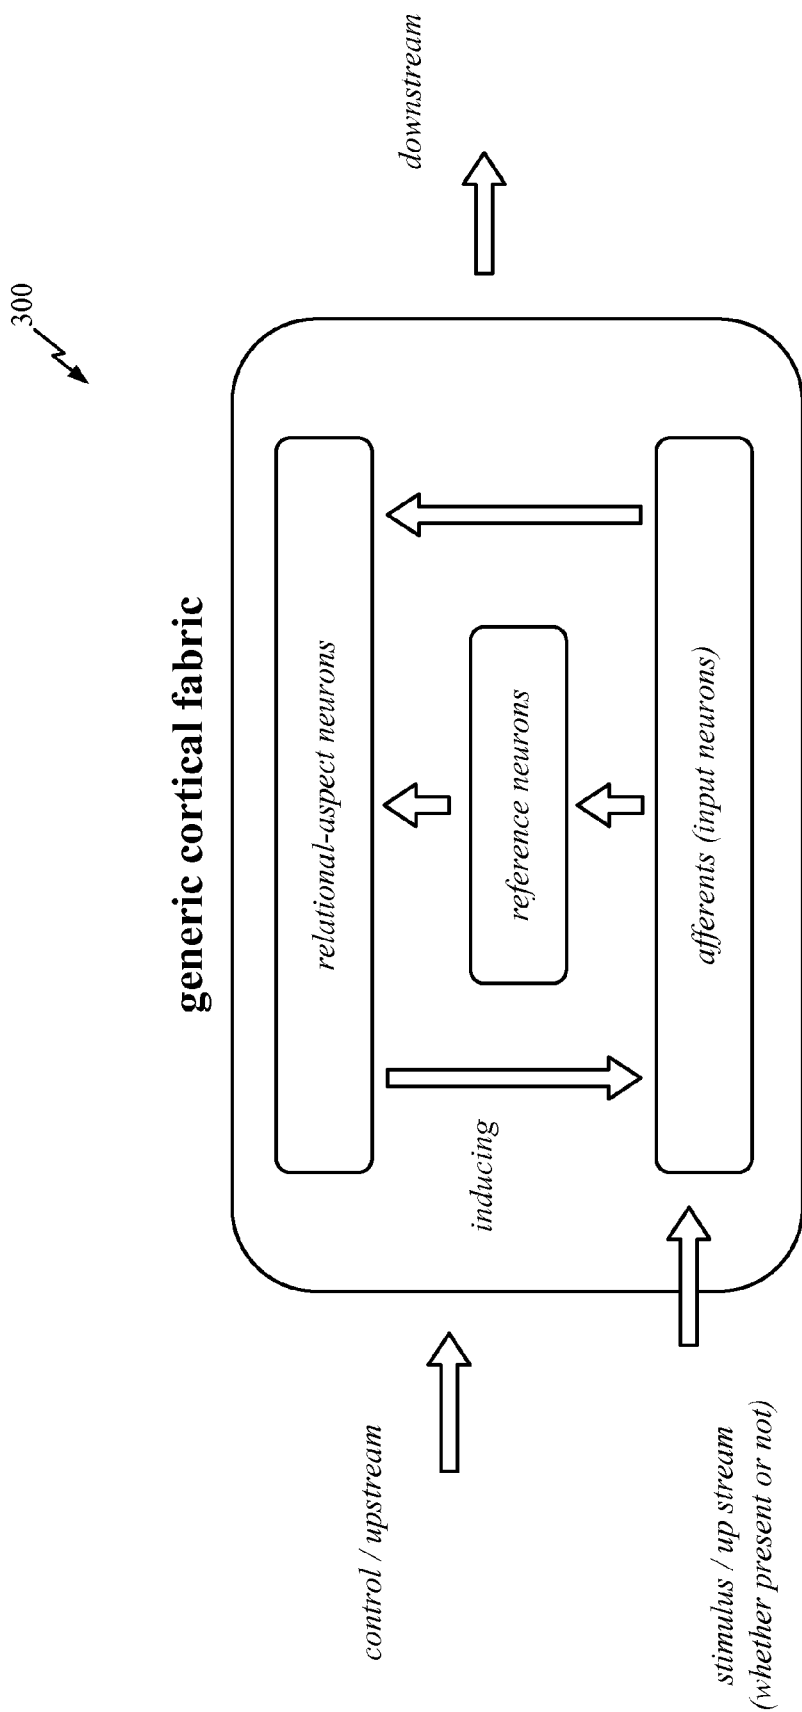 300
generic cortical fabric
relational-aspect neurons
control / upstream
inducing
reference neurons
downstream
afferents (input neurons)
stimulus / up stream
(whether present or not)